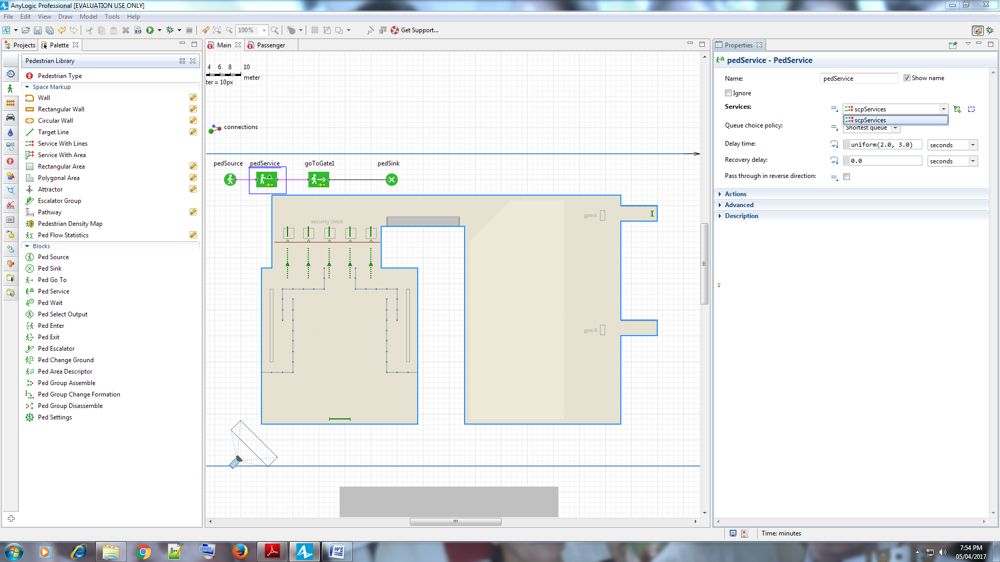 AnyLogic Professional [EVALUATION USE ONLY]
File Edit View Draw Model Tools Help
100% Get Support...
Projects Palette
Pedestrian Library
Pedestrian Type
Space Markup
Wall
Rectangular Wall
Circular Wall
Target Line
Service With Lines
Service With Area
Rectangular Area
Polygonal Area
Attractor
Escalator Group
Pathway
Pedestrian Density Map
Ped Flow Statistics
Blocks
Ped Source
Ped Sink
Ped Go To
Ped Service
Ped Wait
Ped Select Output
Ped Enter
Ped Exit
Ped Escalator
Ped Change Ground
Ped Area Descriptor
Ped Group Assemble
Ped Group Change Formation
Ped Group Disassemble
Ped Settings
OK
Main Passenger
4 6 8 10
meter
ter = 10px
connections
pedSource pedService goToGate1 pedSink
security check
gate A
gate B
Properties
pedService - PedService
Name: pedService Show name
Ignore
Services: scpServices
scpServices
Queue choice policy: Shortest queue
Delay time: uniform(2.0, 3.0) seconds
Recovery delay: 0.0 seconds
Pass through in reverse direction:
Actions
Advanced
Description
Time: minutes
7:54 PM
05/04/2017